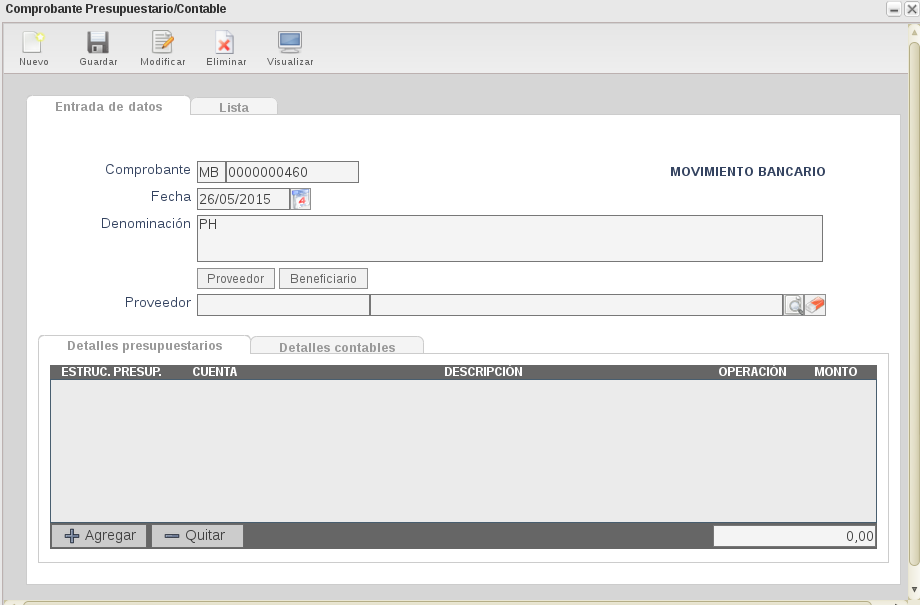 Comprobante Presupuestario/Contable
Nuevo Guardar Modificar Eliminar Visualizar
Entrada de datos Lista
Comprobante MB 0000000460 MOVIMIENTO BANCARIO
Fecha 26/05/2015
Denominación PH
Proveedor Beneficiario
Proveedor
Detalles presupuestarios Detalles contables
ESTRUC. PRESUP. CUENTA DESCRIPCIÓN OPERACIÓN MONTO
Agregar Quitar 0,00